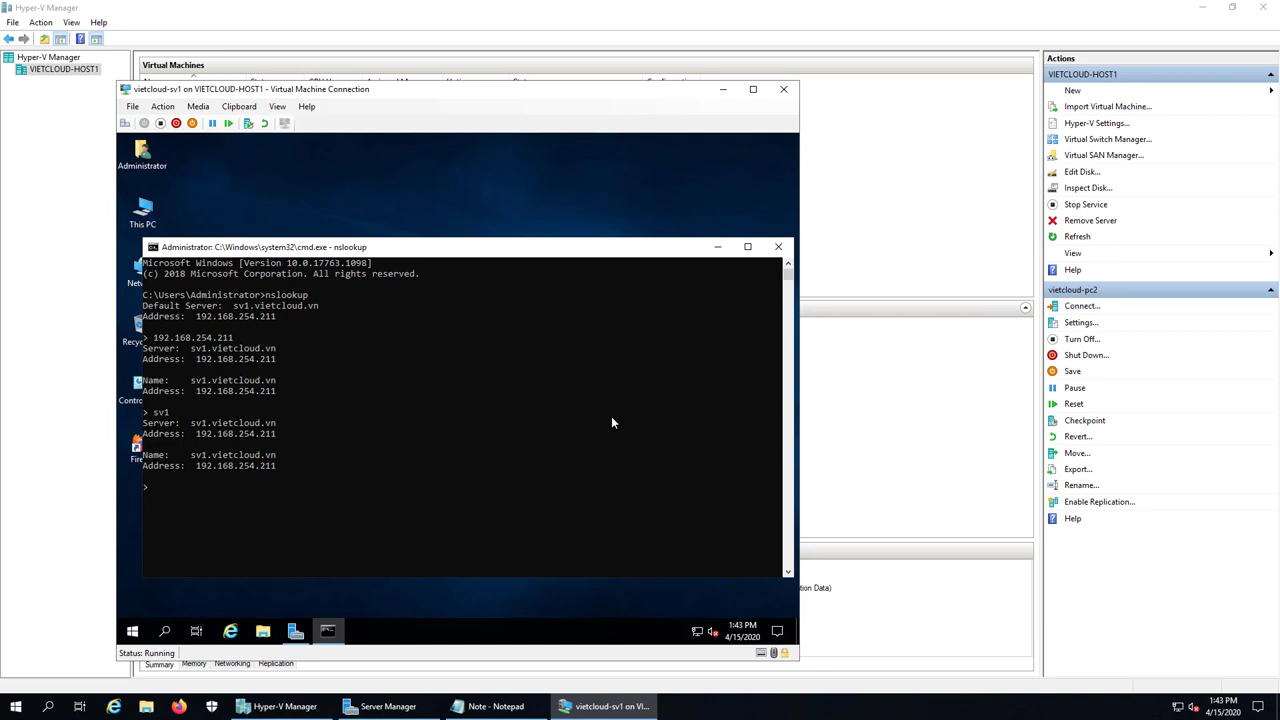 Hyper-V Manager
File Action View Help
Hyper-V Manager
VIETCLOUD-HOST1
Virtual Machines
vietcloud-sv1 on VIETCLOUD-HOST1 - Virtual Machine Connection
File Action Media Clipboard View Help
Administrator
This PC
Administrator: C:\Windows\system32\cmd.exe - nslookup
Microsoft Windows [Version 10.0.17763.1098]
(c) 2018 Microsoft Corporation. All rights reserved.
C:\Users\Administrator>nslookup
Default Server: sv1.vietcloud.vn
Address: 192.168.254.211
> 192.168.254.211
Server: sv1.vietcloud.vn
Address: 192.168.254.211
Name: sv1.vietcloud.vn
Address: 192.168.254.211
> sv1
Server: sv1.vietcloud.vn
Address: 192.168.254.211
Name: sv1.vietcloud.vn
Address: 192.168.254.211
>
1:43 PM
4/15/2020
Status: Running
Summary Memory Networking Replication
tion Data)
Actions
VIETCLOUD-HOST1
New
Import Virtual Machine...
Hyper-V Settings...
Virtual Switch Manager...
Virtual SAN Manager...
Edit Disk...
Inspect Disk...
Stop Service
Remove Server
Refresh
View
Help
vietcloud-pc2
Connect...
Settings...
Turn Off...
Shut Down...
Save
Pause
Reset
Checkpoint
Revert...
Move...
Export...
Rename...
Enable Replication...
Help
Hyper-V Manager
Server Manager
Note - Notepad
vietcloud-sv1 on VI...
1:43 PM
4/15/2020